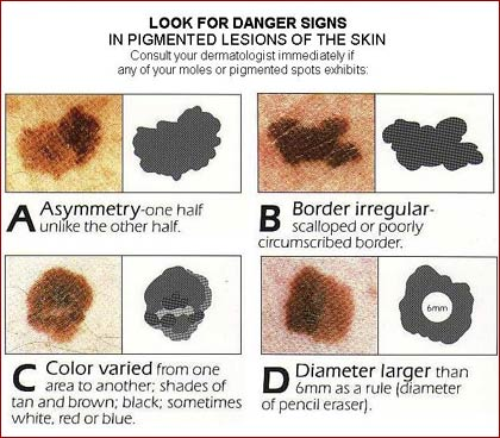 LOOK FOR DANGER SIGNS
IN PIGMENTED LESIONS OF THE SKIN
Consult your dermatologist immediately if
any of your moles or pigmented spots exhibits:
A Asymmetry-one half
unlike the other half.
B Border irregular-
scalloped or poorly
circumscribed border.
6mm
C Color varied from one
area to another; shades of
tan and brown; black; sometimes
white, red or blue.
D Diameter larger than
6mm as a rule (diameter
of pencil eraser).